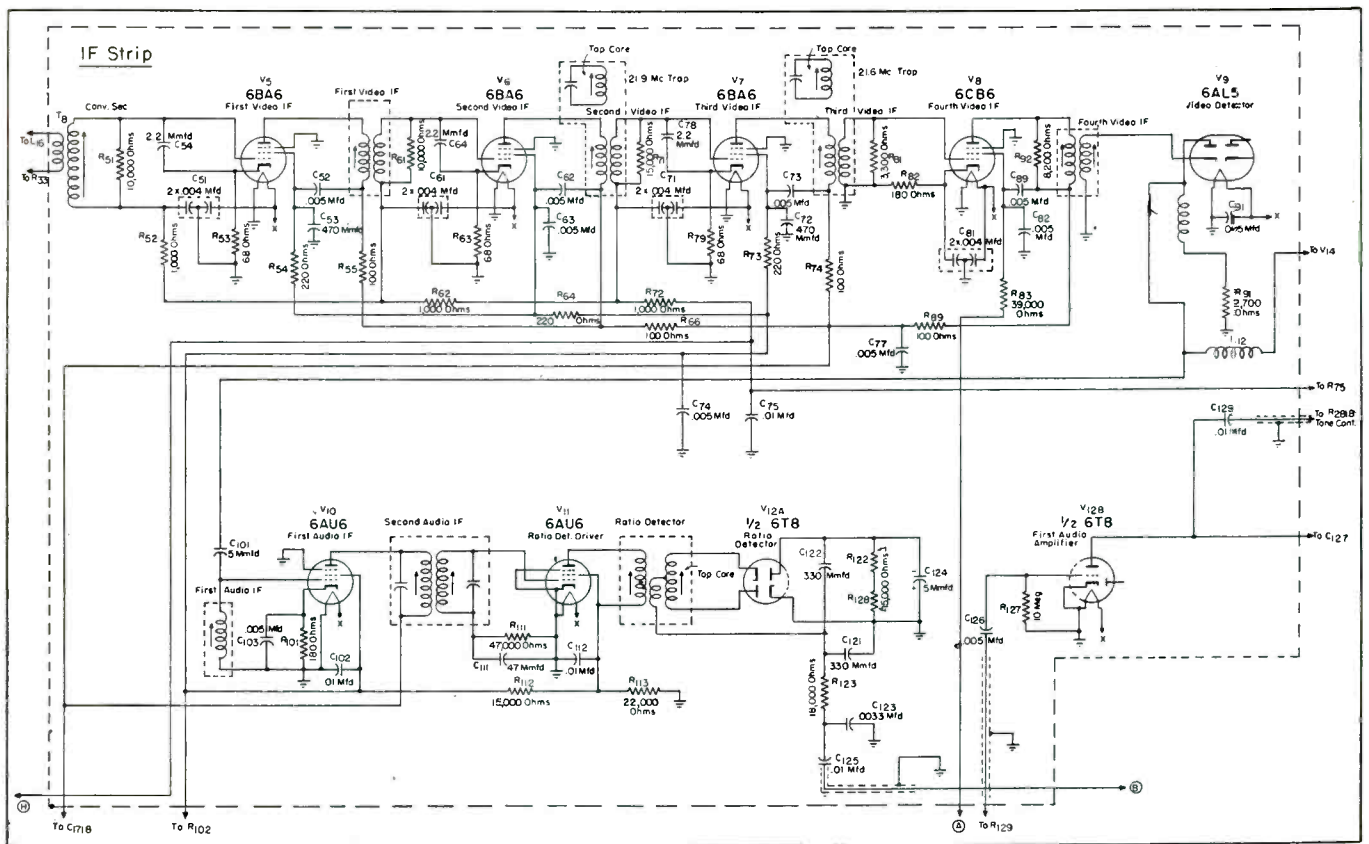 IF Strip
Top Core
21.9 Mc Trap
Top Core
21.6 Mc Trap
V5
6BA6
First Video IF
First Video IF
V6
6BA6
Second Video IF
Second Video IF
V7
6BA6
Third Video IF
Third Video IF
V8
6CB6
Fourth Video IF
Fourth Video IF
V9
6AL5
Video Detector
T8
Conv. Sec
To L16
To R33
R51
10,000 Ohms
2.2 Mmfd
C54
C51
2x.004 Mfd
R52
1,000 Ohms
R53
68 Ohms
R54
220 Ohms
C52
.005 Mfd
C53
470 Mmfd
R55
100 Ohms
R61
10,000 Ohms
2.2 Mmfd
C64
C61
2x.004 Mfd
R63
68 Ohms
C62
.005 Mfd
C63
.005 Mfd
R62
1,000 Ohms
R64
220 Ohms
R66
100 Ohms
R71
15,000 Ohms
C78
2.2 Mmfd
C71
2x.004 Mfd
R72
1,000 Ohms
R79
68 Ohms
R73
220 Ohms
C73
.005 Mfd
C72
470 Mmfd
R74
100 Ohms
R81
3,300 Ohms
R82
180 Ohms
C81
2x.004 Mfd
R92
8,200 Ohms
C89
.005 Mfd
C82
.005 Mfd
R83
39,000 Ohms
R89
100 Ohms
C77
.005 Mfd
C91
R91
2,700 Ohms
L12
To V14
C74
.005 Mfd
C75
.01 Mfd
To R75
C129
.01 Mfd
To R281B
Tone Cont.
V10
6AU6
First Audio IF
Second Audio IF
V11
6AU6
Ratio Det. Driver
Ratio Detector
Top Core
V12A
1/2 6T8
Ratio Detector
V12B
1/2 6T8
First Audio Amplifier
To C127
C101
5 Mmfd
First Audio IF
.005 Mfd
C103
R101
180 Ohms
C102
.01 Mfd
R111
47,000 Ohms
C111
47 Mmfd
C112
.01 Mfd
R112
15,000 Ohms
R113
22,000 Ohms
C122
330 Mmfd
R122
R128
15,000 Ohms
C124
5 Mmfd
C121
330 Mmfd
R123
18,000 Ohms
C123
.0033 Mfd
C125
.01 Mfd
C126
.005 Mfd
R127
10 Meg
X
X
X
X
X
X
X
X
H
To C171B
To R102
A
To R129
B